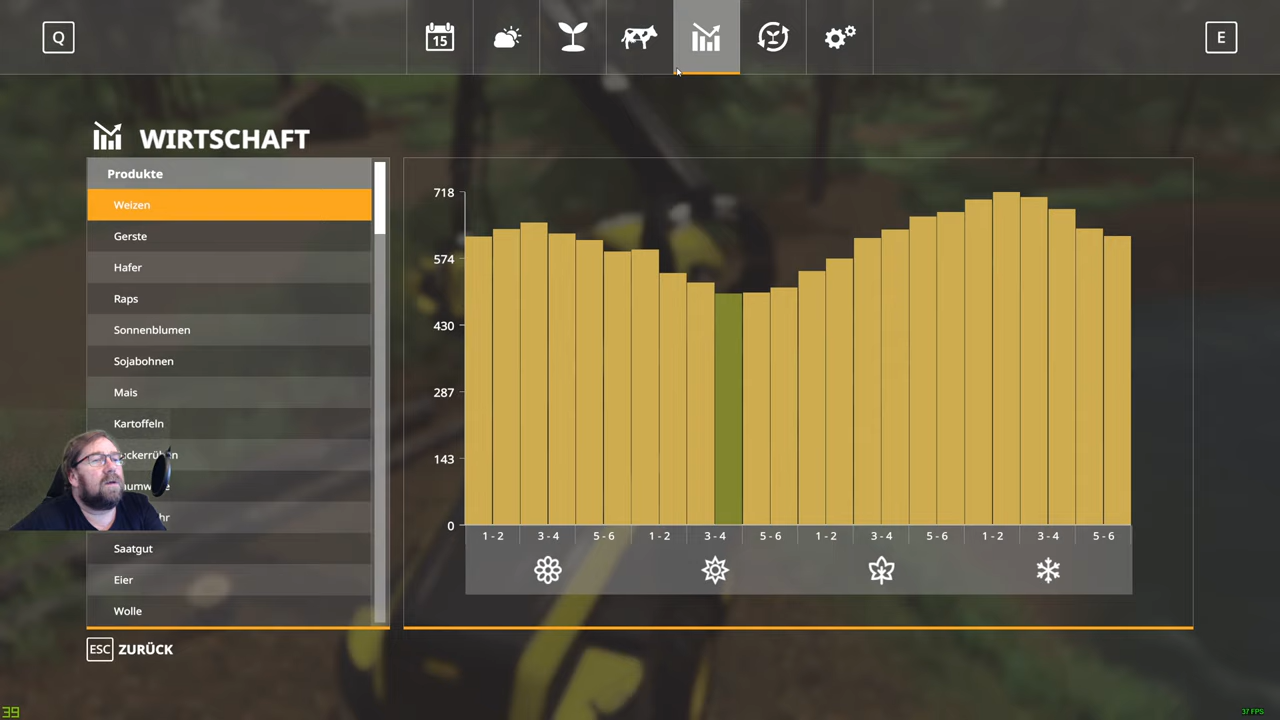 Q
15
E
WIRTSCHAFT
Produkte
Weizen
Gerste
Hafer
Raps
Sonnenblumen
Sojabohnen
Mais
Kartoffeln
Saatgut
Eier
Wolle
718
574
430
287
143
0
1 - 2 3 - 4 5 - 6 1 - 2 3 - 4 5 - 6 1 - 2 3 - 4 5 - 6 1 - 2 3 - 4 5 - 6
ESC ZURÜCK
39
37 FPS